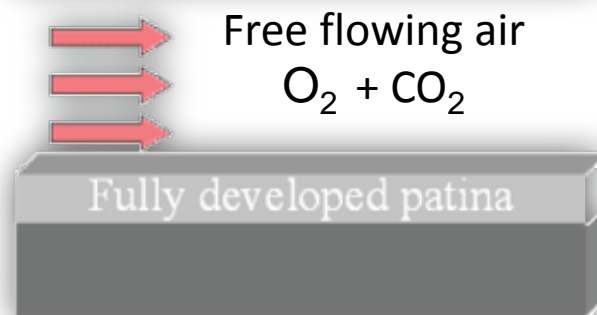 Free flowing air
O₂ + CO₂
Fully developed patina